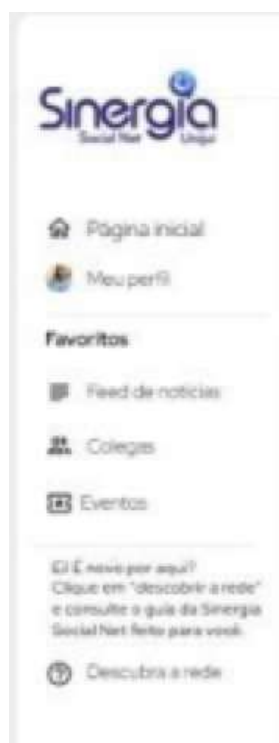 Sinergia
Social Net Uniqui
Página inicial
Meu perfil
Favoritos
Feed de notícias
Colegas
Eventos
Ei! É novo por aqui?
Clique em "descobrir a rede"
e consulte o guia da Sinergia
Social Net feito para você.
Descubra a rede